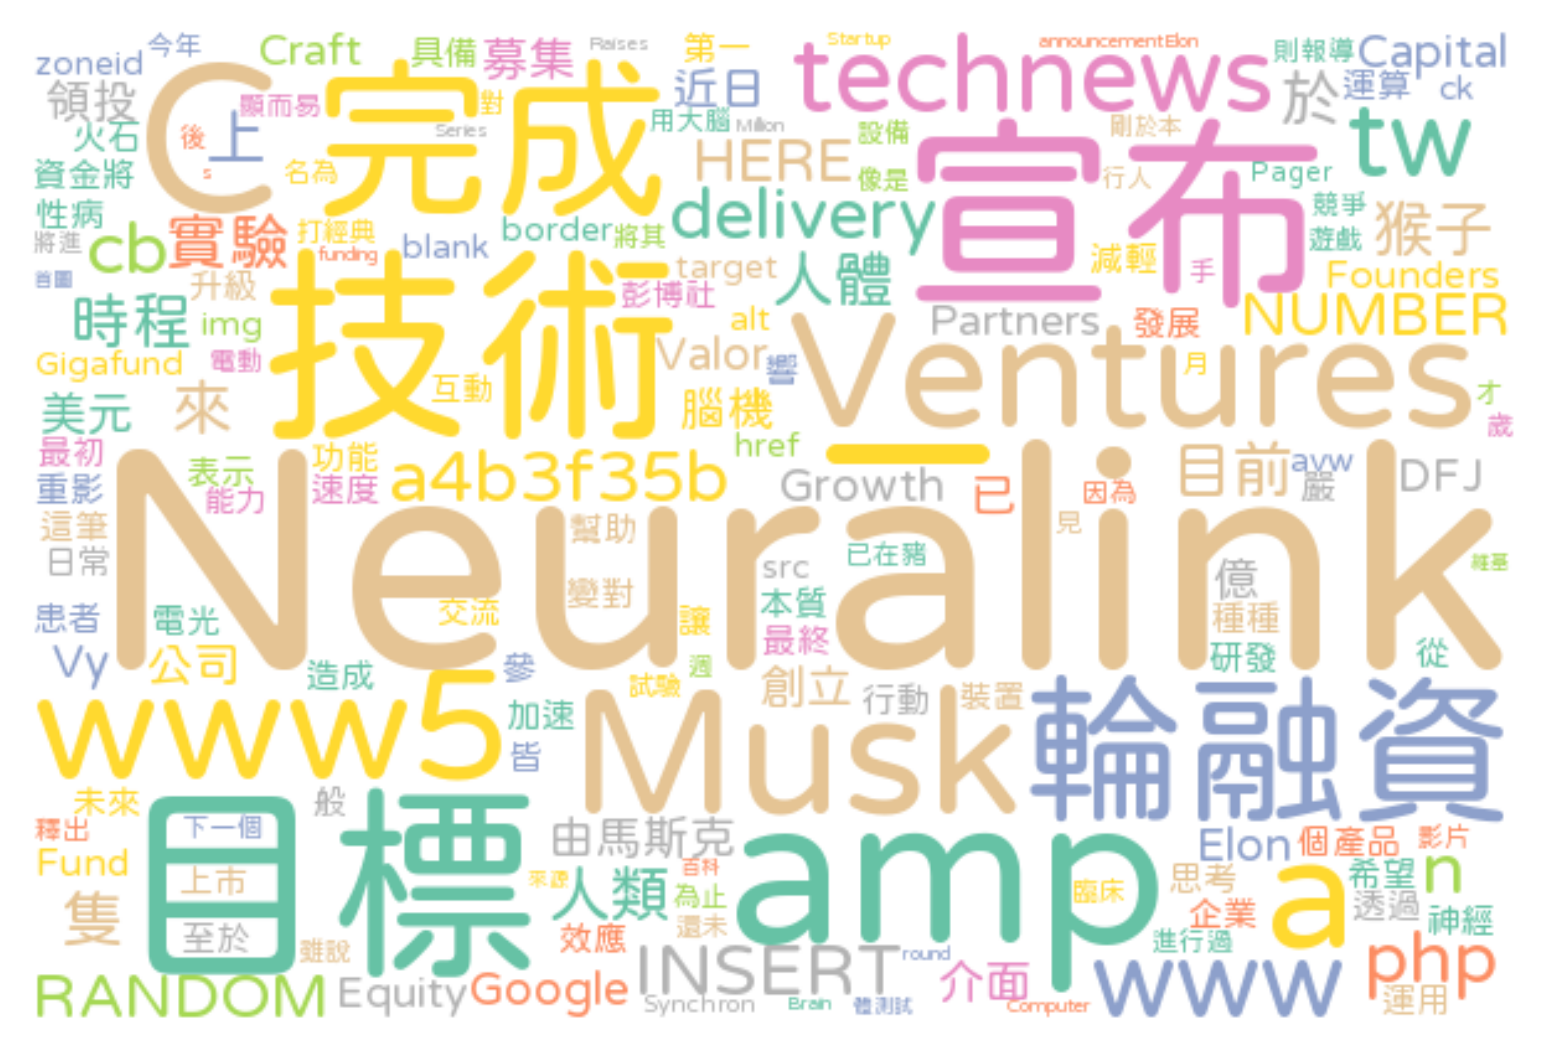 zoneid 今年 Craft 具備 募集 Raises 第一 technews Startup announcementElon 則報導 Capital
領投 C 顯而易 完成 對 近日 於 運算 ck
火石 後 上 Series 用大腦 Million 設備 剛於本 tw
資金將 s 名為 HERE 像是 宣布 行人 Pager
性病 實驗 打經典 border 將其 delivery 競爭 猴子
將進 cb funding blank 減輕 手 遊戲
首圖 升級 技術 target 人體 Founders
時程 img 彭博社 alt Partners 發展 NUMBER
Gigafund 電動 互動 Valor 響 Ventures 月
美元 來 腦機 才
最初 表示 功能 href 歲
重影 能力 速度 a4b3f35b Growth _ 已 因為 目前 avw 嚴 DFJ
這筆 Neuralink 幫助 見
日常 src 已在豬 億 維基
患者 電光 交流 變對 讓 本質 種種
Vy 公司 造成 參 週 最終 研發 從
www 5 加速 試驗 創立 行動 裝置 輪融資
皆 Musk
未來 目標 般
釋出 下一個 由馬斯克 amp Elon 個產品 影片
Fund 上市 來源 人類 百科 為止 臨床 思考 a 希望 n
隻 至於 難說 效應 還未 企業 透過 神經
進行過
RANDOM Equity Google INSERT round 介面 www php
Synchron Brain 體測試 Computer 運用